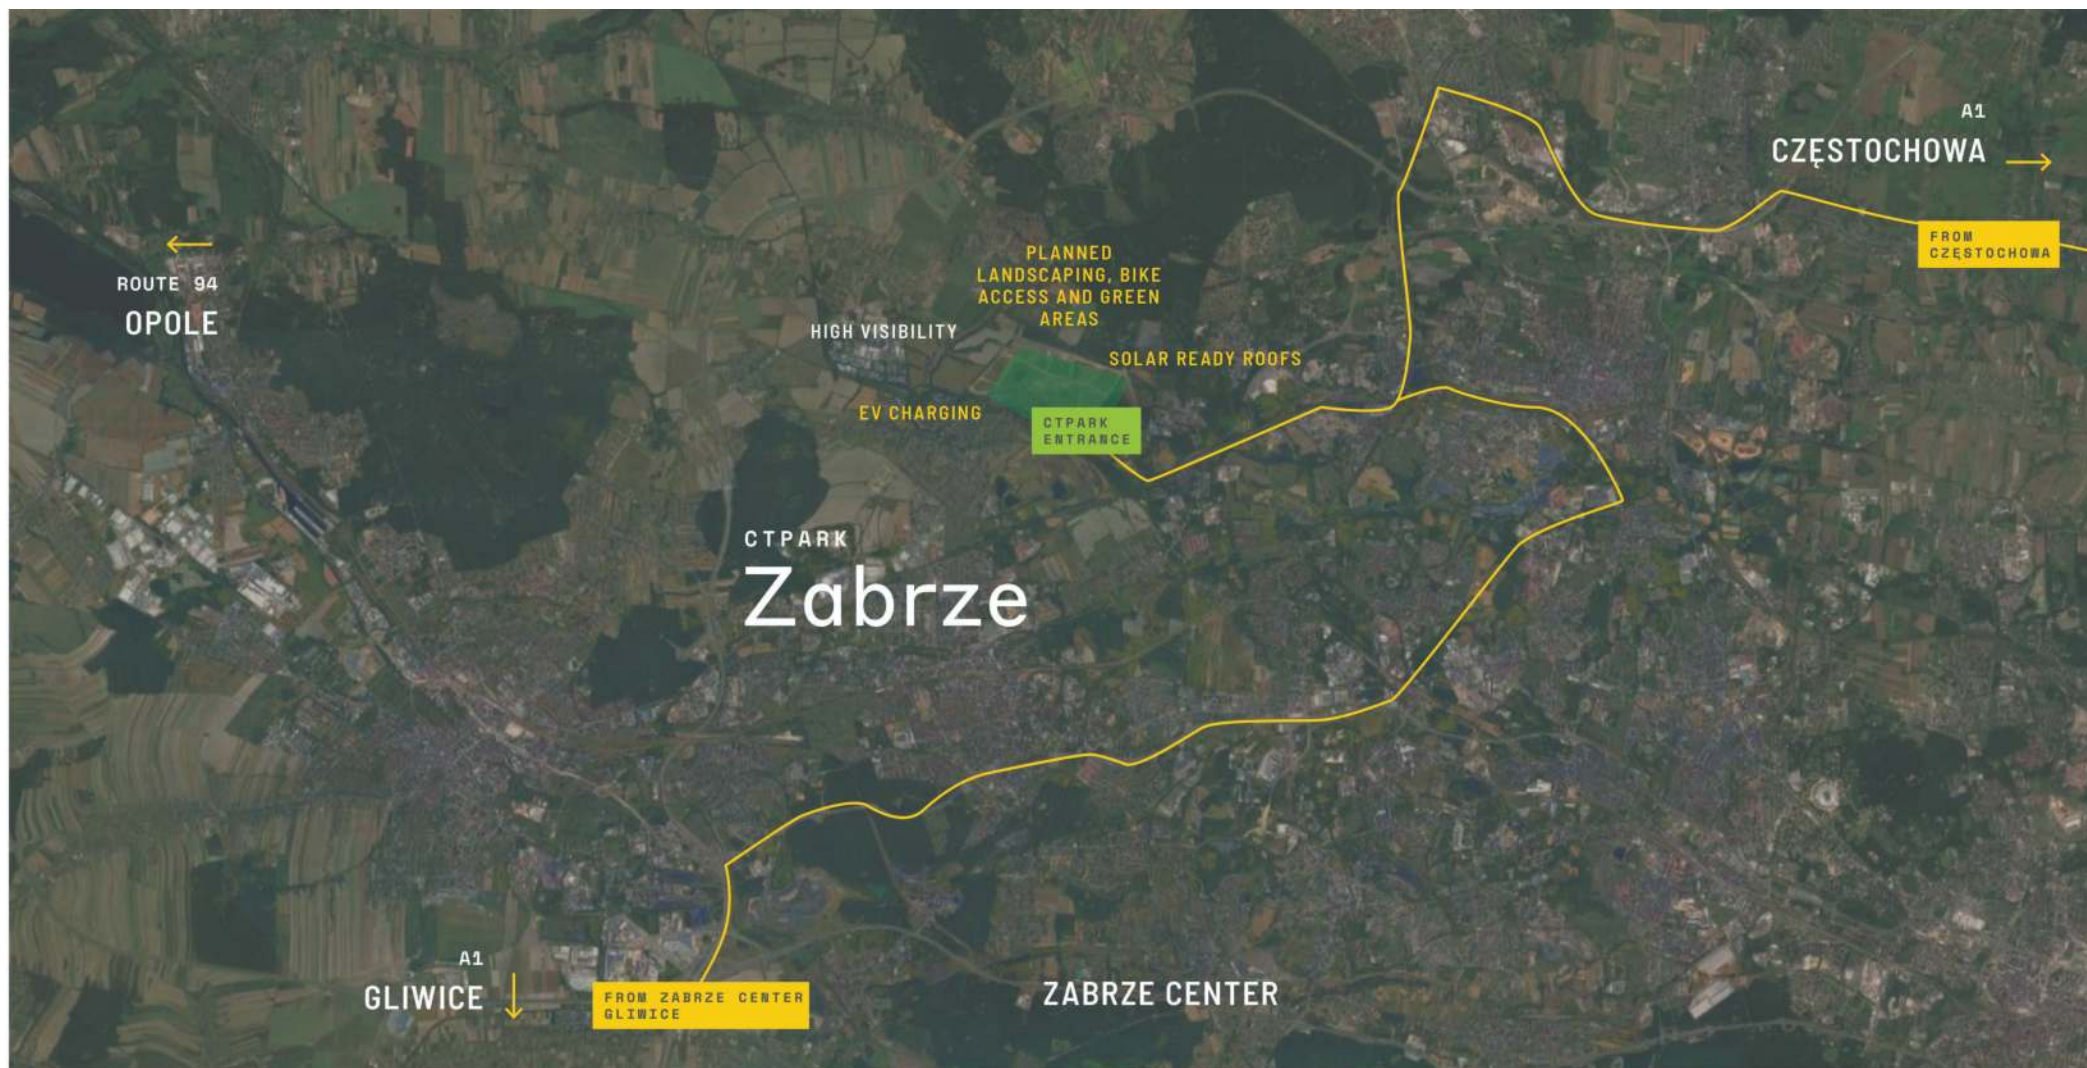 A1
CZĘSTOCHOWA
FROM
CZĘSTOCHOWA
ROUTE 94
OPOLE
PLANNED
LANDSCAPING, BIKE
ACCESS AND GREEN
AREAS
HIGH VISIBILITY
SOLAR READY ROOFS
EV CHARGING
CTPARK
ENTRANCE
CTPARK
Zabrze
A1
GLIWICE
FROM ZABRZE CENTER
GLIWICE
ZABRZE CENTER